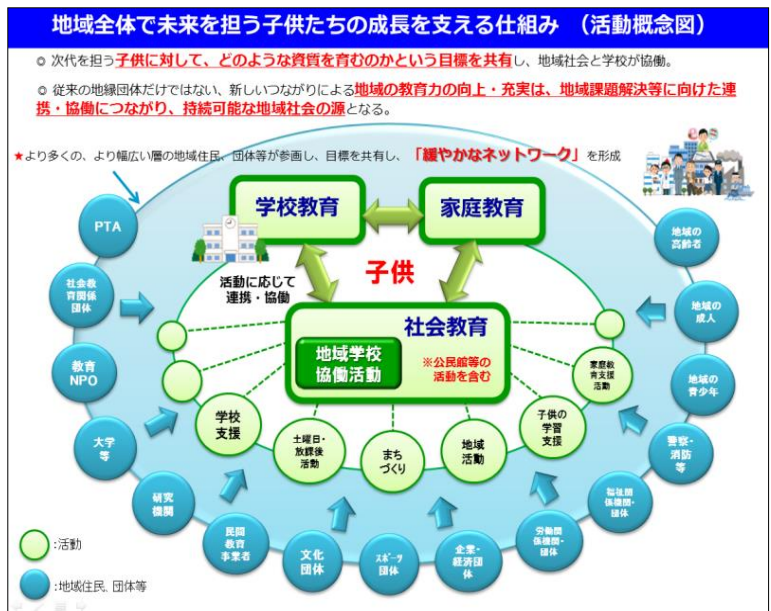 地域全体で未来を担う子供たちの成長を支える仕組み （活動概念図）
◎ 次代を担う子供に対して、どのような資質を育むのかという目標を共有し、地域社会と学校が協働。
◎ 従来の地縁団体だけではない、新しいつながりによる地域の教育力の向上・充実は、地域課題解決等に向けた連
携・協働につながり、持続可能な地域社会の源となる。
★より多くの、より幅広い層の地域住民、団体等が参画し、目標を共有し、「緩やかなネットワーク」を形成
学校教育
家庭教育
子供
活動に応じて
連携・協働
社会教育
地域学校
協働活動
※公民館等の
活動を含む
PTA
社会教
育関係
団体
教育
NPO
大学
等
研究
機関
民間
教育
事業者
文化
団体
スポーツ
団体
企業・
経済団
体
労働関
係機関・
団体
福祉関
係機関・
団体
警察・
消防
等
地域の
青少年
地域の
成人
地域の
高齢者
学校
支援
土曜日・
放課後
活動
まち
づくり
地域
活動
子供の
学習
支援
家庭教
育支援
活動
:活動
:地域住民、団体等